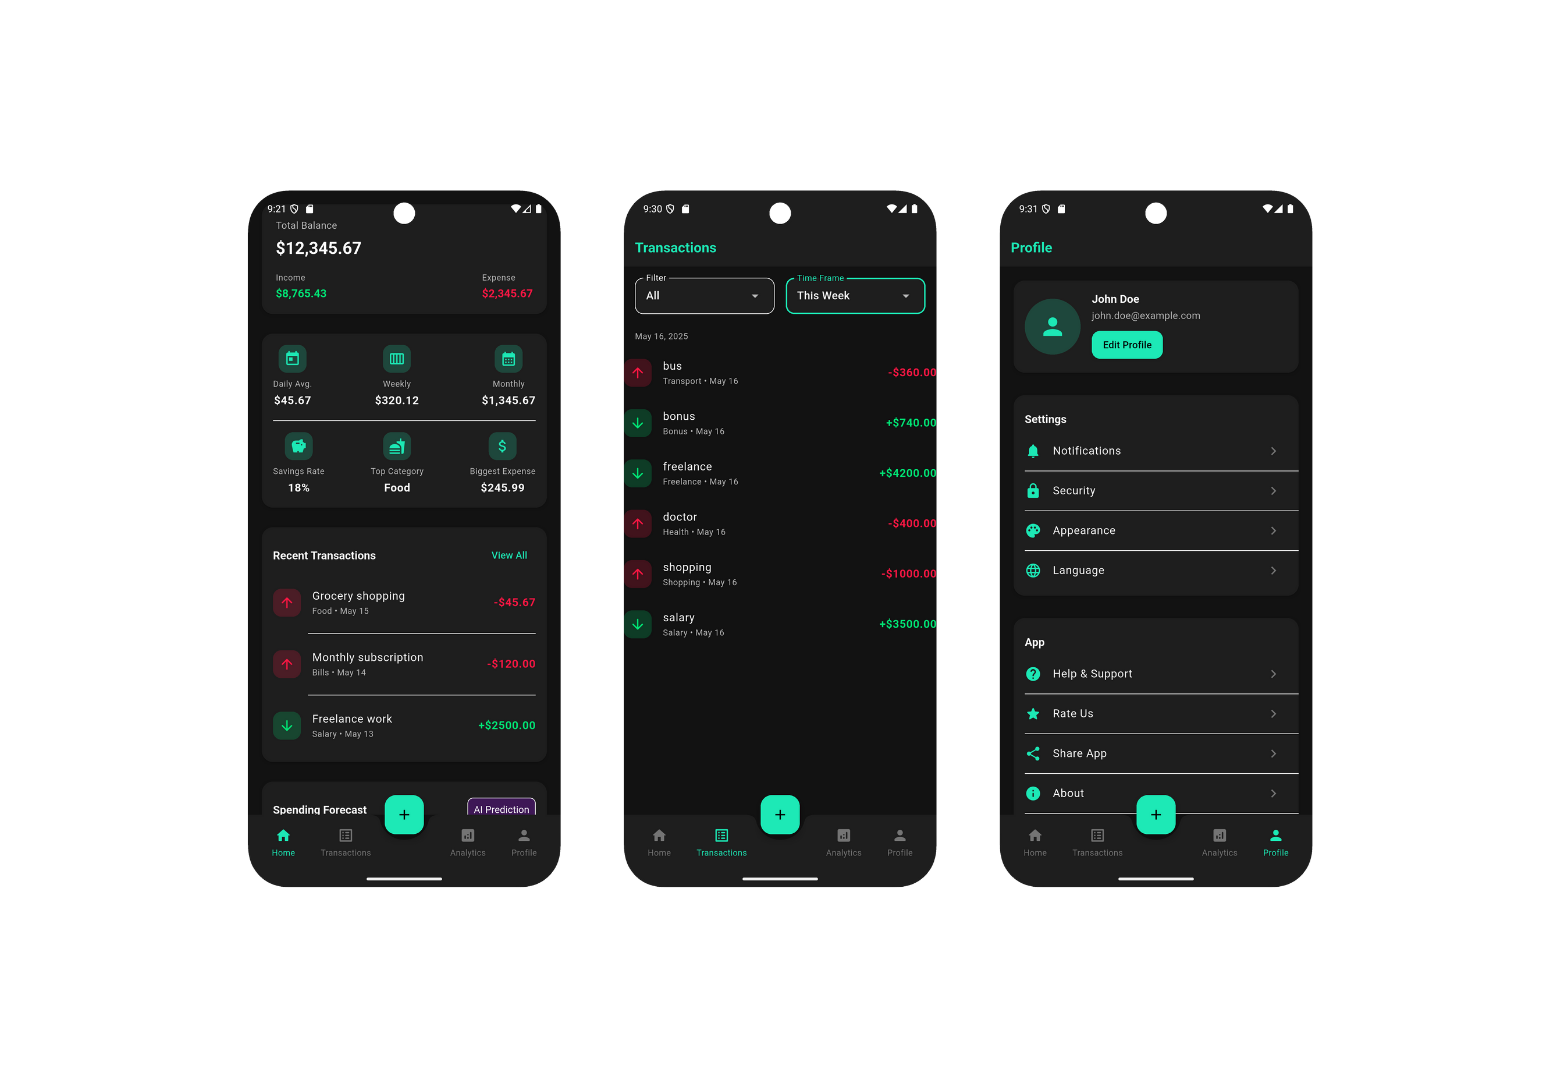 9:21
Total Balance
$12,345.67
Income Expense
$8,765.43 $2,345.67
Daily Avg. Weekly Monthly
$45.67 $320.12 $1,345.67
Savings Rate Top Category Biggest Expense
18% Food $245.99
Recent Transactions View All
Grocery shopping -$45.67
Food • May 15
Monthly subscription -$120.00
Bills • May 14
Freelance work +$2500.00
Salary • May 13
Spending Forecast AI Prediction
+
Home Transactions Analytics Profile
9:30
Transactions
Filter Time Frame
All This Week
May 16, 2025
bus -$360.00
Transport • May 16
bonus +$740.00
Bonus • May 16
freelance +$4200.00
Freelance • May 16
doctor -$400.00
Health • May 16
shopping -$1000.00
Shopping • May 16
salary +$3500.00
Salary • May 16
+
Home Transactions Analytics Profile
9:31
Profile
John Doe
john.doe@example.com
Edit Profile
Settings
Notifications
Security
Appearance
Language
App
Help & Support
Rate Us
Share App
About
+
Home Transactions Analytics Profile